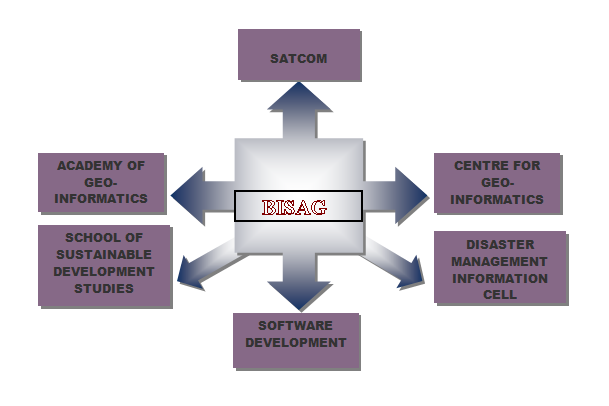 SATCOM
ACADEMY OF
GEO-
INFORMATICS
CENTRE FOR
GEO-
INFORMATICS
BISAG
SCHOOL OF
SUSTAINABLE
DEVELOPMENT
STUDIES
DISASTER
MANAGEMENT
INFORMATION
CELL
SOFTWARE
DEVELOPMENT